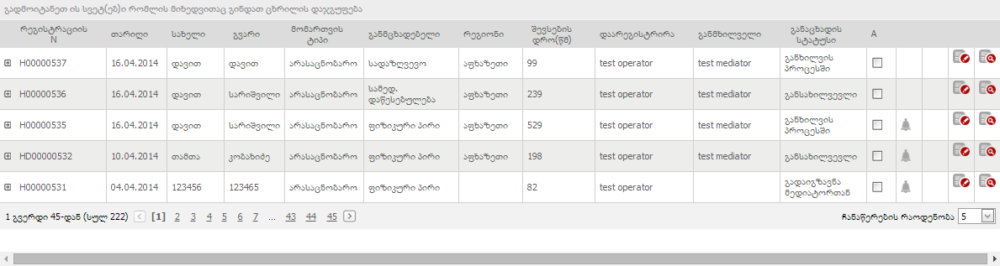 გადმოიტანეთ ის სვეტ(ებ)ი რომლის მიხედვითაც გინდათ ცხრილის დაჯგუფება
რეგისტრაციის N თარიღი სახელი გვარი მომართვის ტიპი განმცხადებელი რეგიონი შევსების დრო(წმ) დაარეგისტრირა განმხილველი განაცხადის სტატუსი A
H00000537 16.04.2014 დავით დავით არასაცნობარო სადაზღვევო აფხაზეთი 99 test operator test mediator განხილვის პროცესში
H00000536 16.04.2014 დავით სარიშვილი არასაცნობარო სამედ. დაწესებულება აფხაზეთი 239 test operator test mediator განსახილველი
H00000535 16.04.2014 დავით სარიშვილი არასაცნობარო ფიზიკური პირი აფხაზეთი 529 test operator test mediator განხილვის პროცესში
HD00000532 10.04.2014 თამთა კობახიძე არასაცნობარო ფიზიკური პირი აფხაზეთი 198 test operator test mediator განსახილველი
H00000531 04.04.2014 123456 123465 არასაცნობარო ფიზიკური პირი 82 test operator გადაიგზავნა მედიატორთან
1 გვერდი 45-დან (სულ 222) [1] 2 3 4 5 6 7 ... 43 44 45 ჩანაწერების რაოდენობა 5